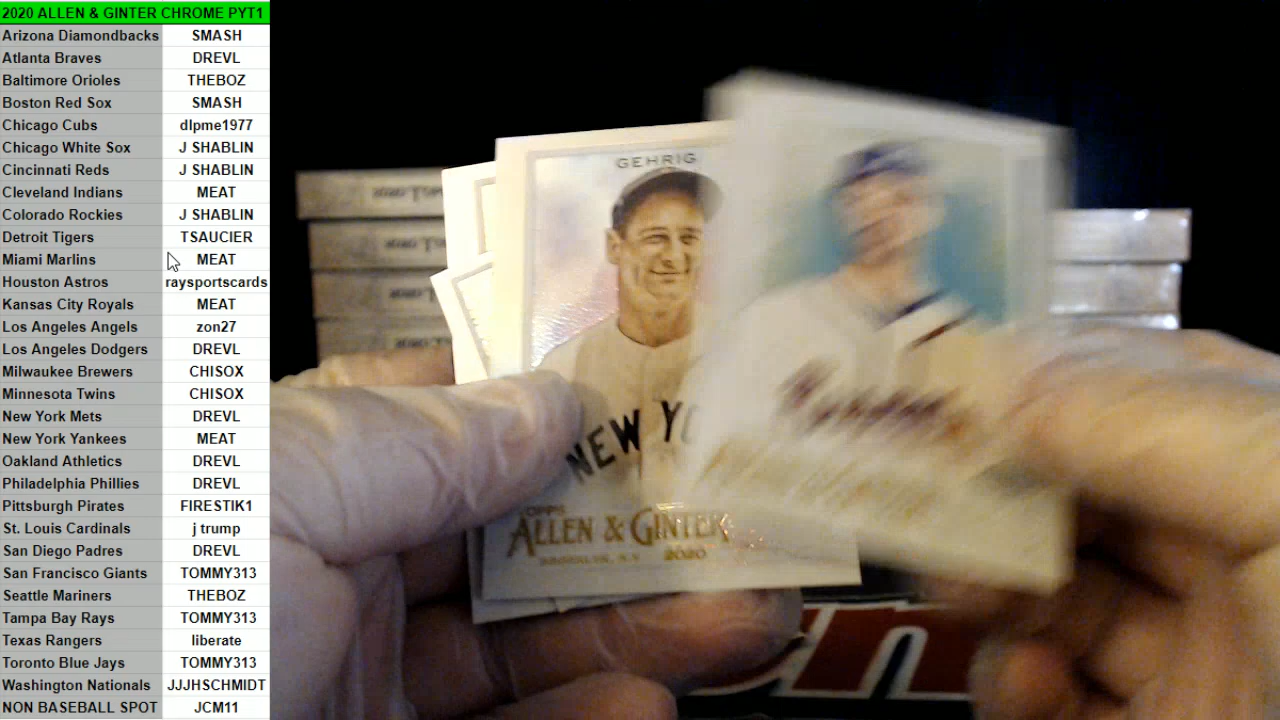 2020 ALLEN & GINTER CHROME PYT1
Arizona Diamondbacks SMASH
Atlanta Braves DREVL
Baltimore Orioles THEBOZ
Boston Red Sox SMASH
Chicago Cubs dlpme1977
Chicago White Sox J SHABLIN
Cincinnati Reds J SHABLIN
Cleveland Indians MEAT
Colorado Rockies J SHABLIN
Detroit Tigers TSAUCIER
Miami Marlins MEAT
Houston Astros raysportscards
Kansas City Royals MEAT
Los Angeles Angels zon27
Los Angeles Dodgers DREVL
Milwaukee Brewers CHISOX
Minnesota Twins CHISOX
New York Mets DREVL
New York Yankees MEAT
Oakland Athletics DREVL
Philadelphia Phillies DREVL
Pittsburgh Pirates FIRESTIK1
St. Louis Cardinals j trump
San Diego Padres DREVL
San Francisco Giants TOMMY313
Seattle Mariners THEBOZ
Tampa Bay Rays TOMMY313
Texas Rangers liberate
Toronto Blue Jays TOMMY313
Washington Nationals JJJHSCHMIDT
NON BASEBALL SPOT JCM11
GEHRIG
NEW YO
TOPPS
ALLEN & GINTER
BROOKLYN, N.Y. 2020